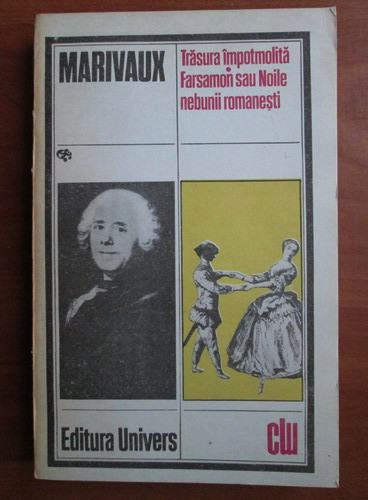 MARIVAUX
Trăsura împotmolită
Farsamon sau Noile
nebunii romanești
Editura Univers
clu